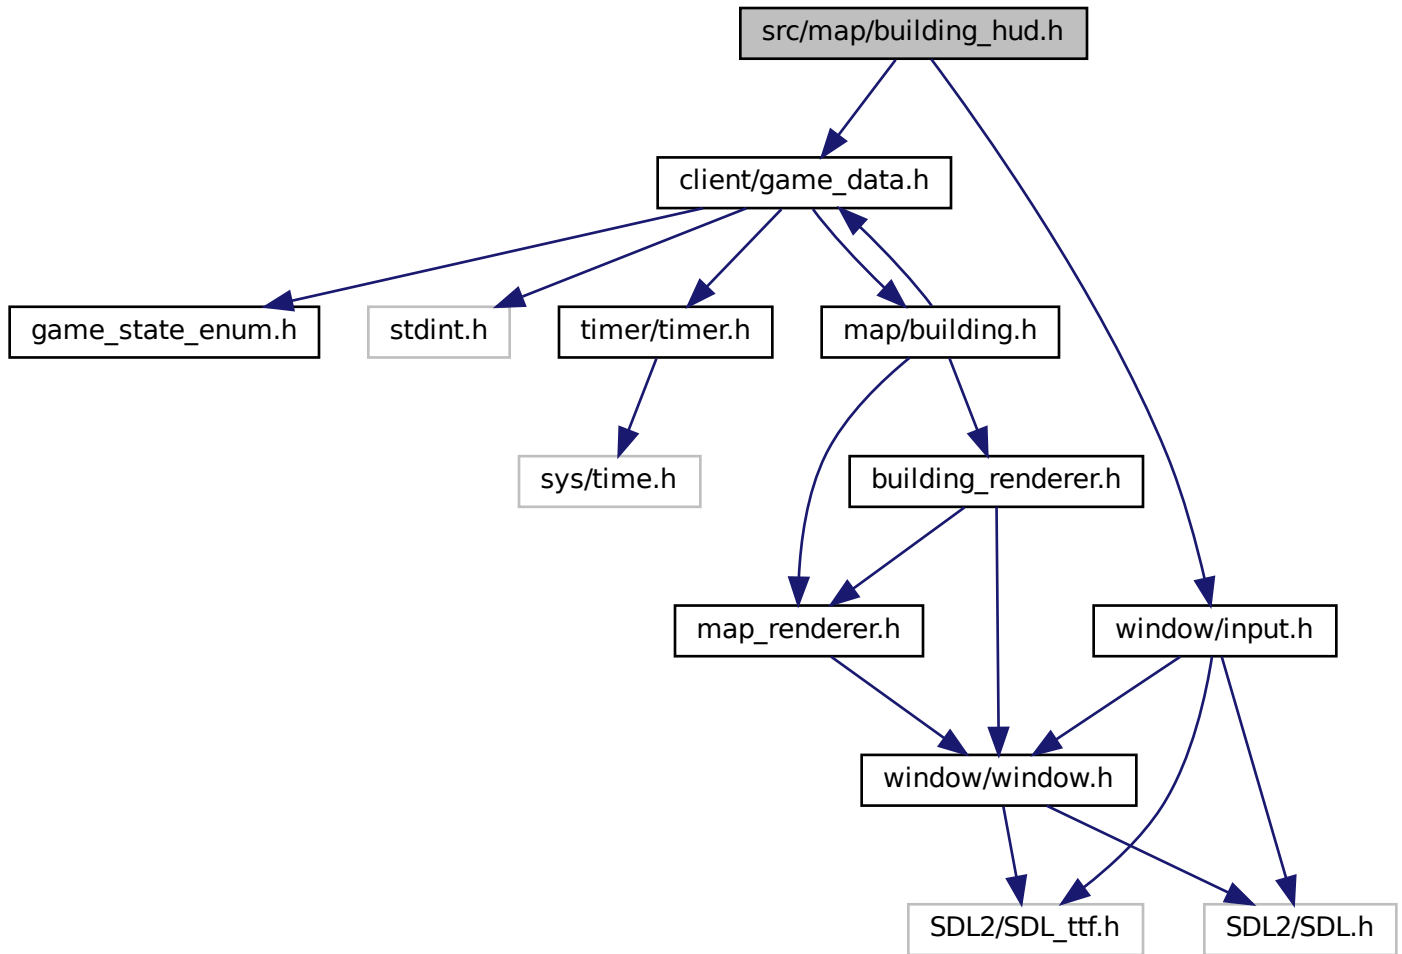 src/map/building_hud.h
client/game_data.h
game_state_enum.h
stdint.h
timer/timer.h
map/building.h
sys/time.h
building_renderer.h
map_renderer.h
window/input.h
window/window.h
SDL2/SDL_ttf.h
SDL2/SDL.h